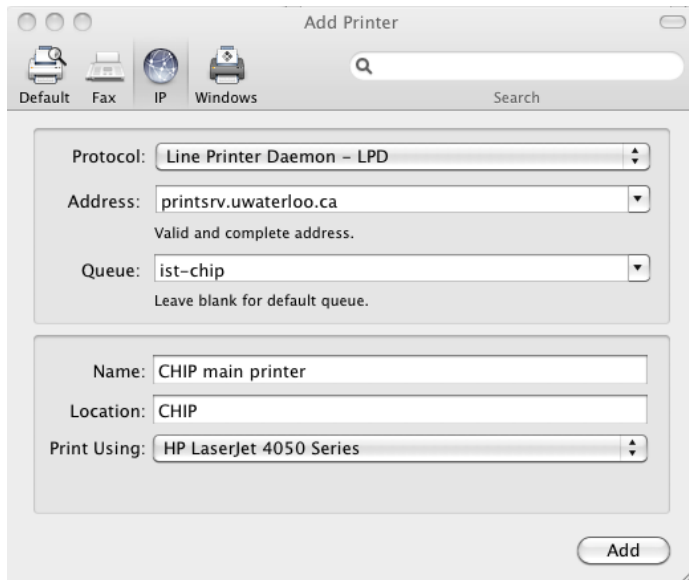 Add Printer
Default Fax IP Windows Search
Protocol: Line Printer Daemon – LPD
Address: printsrv.uwaterloo.ca
Valid and complete address.
Queue: ist-chip
Leave blank for default queue.
Name: CHIP main printer
Location: CHIP
Print Using: HP LaserJet 4050 Series
Add